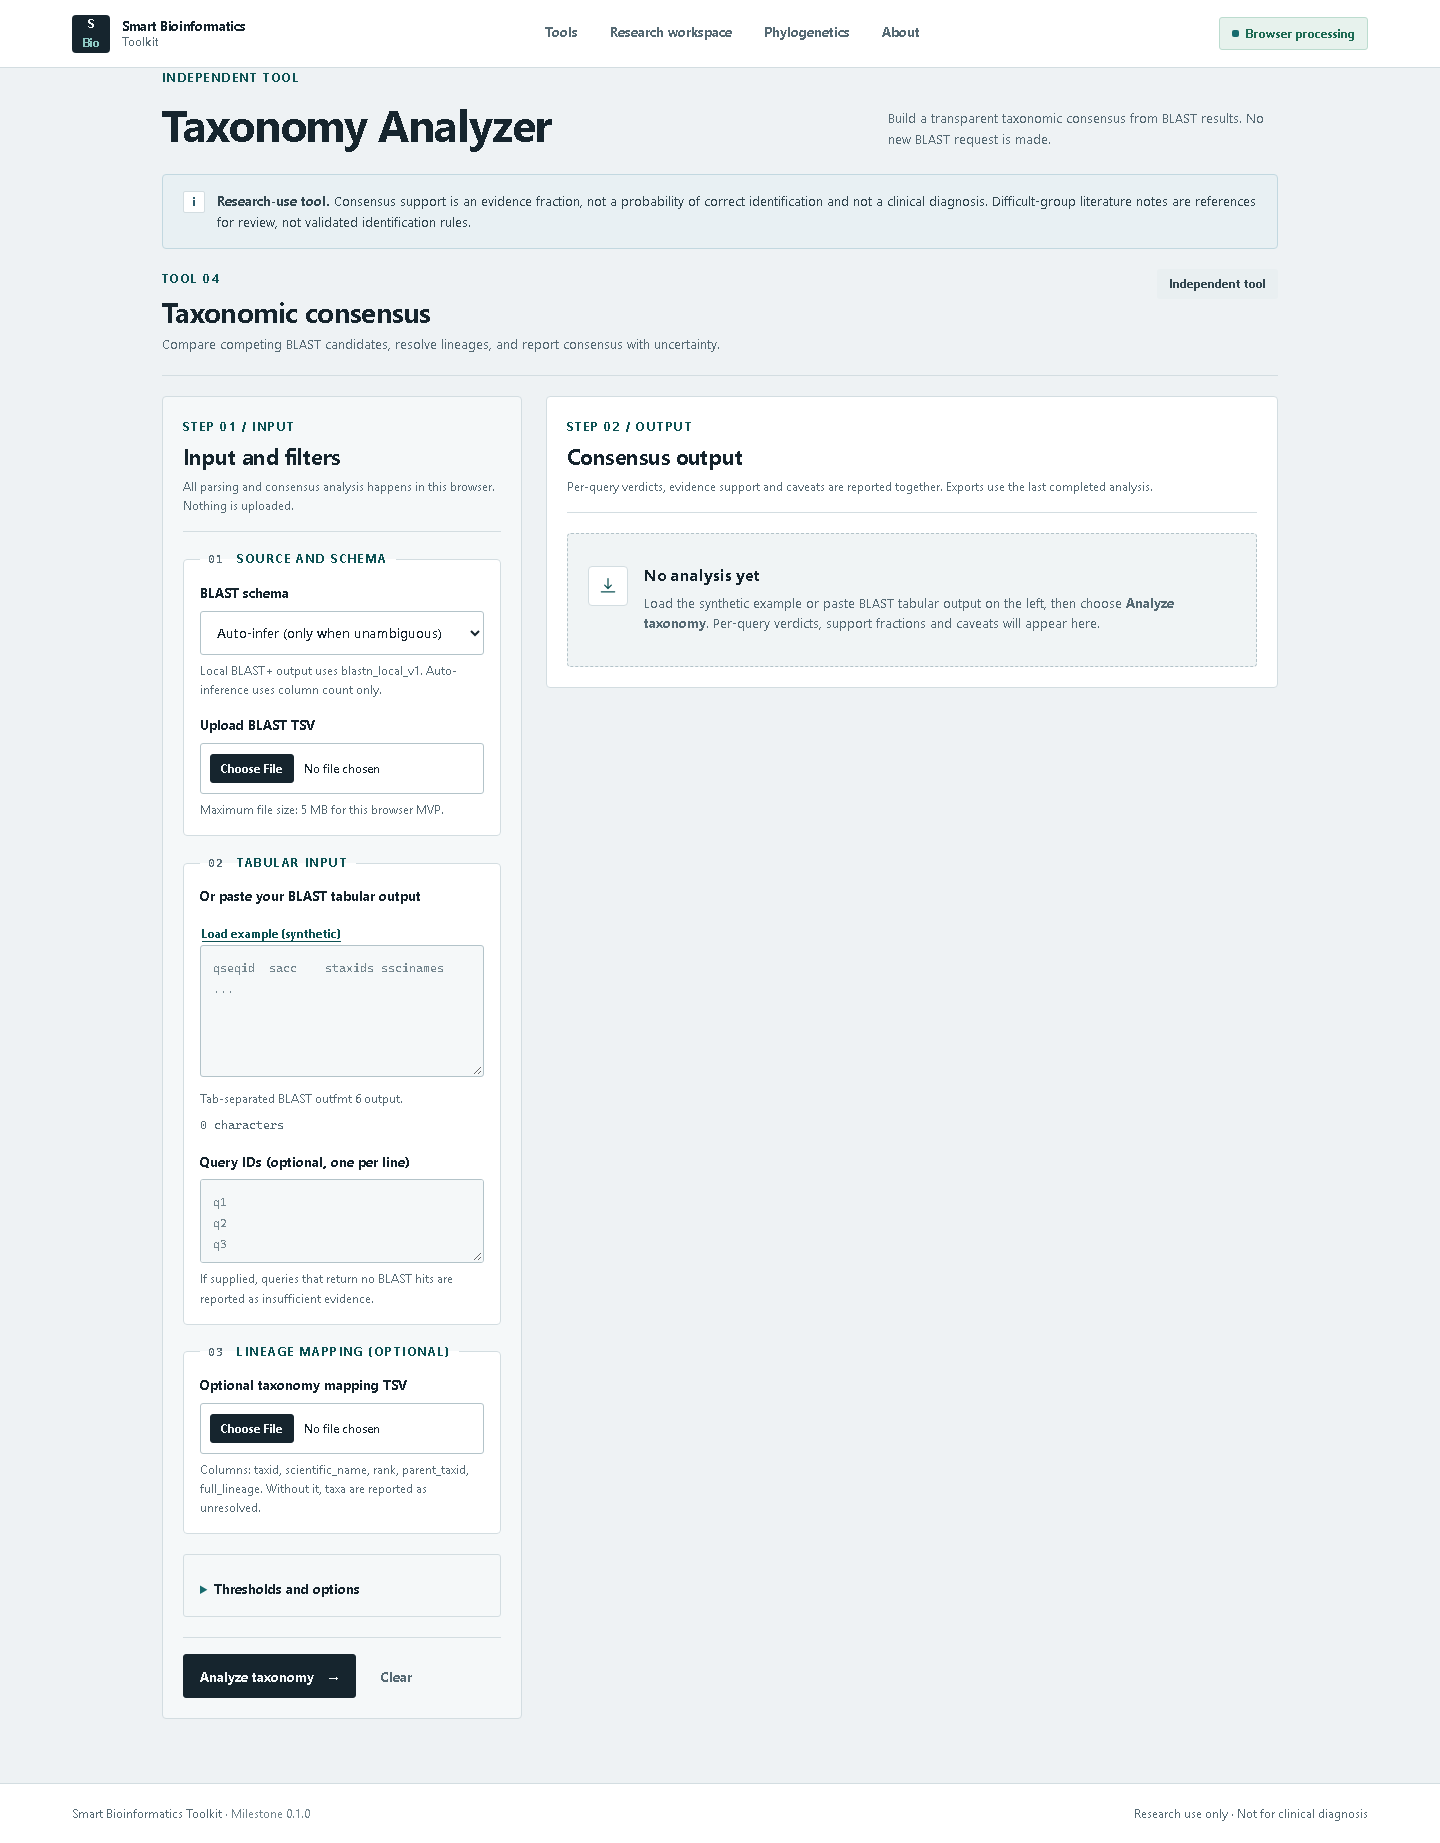 S
Bio
Smart Bioinformatics
Toolkit
Tools
Research workspace
Phylogenetics
About
Browser processing
INDEPENDENT TOOL
Taxonomy Analyzer
Build a transparent taxonomic consensus from BLAST results. No
new BLAST request is made.
i
Research-use tool. Consensus support is an evidence fraction, not a probability of correct identification and not a clinical diagnosis. Difficult-group literature notes are references
for review, not validated identification rules.
TOOL 04
Independent tool
Taxonomic consensus
Compare competing BLAST candidates, resolve lineages, and report consensus with uncertainty.
STEP 01 / INPUT
Input and filters
All parsing and consensus analysis happens in this browser.
Nothing is uploaded.
01 SOURCE AND SCHEMA
BLAST schema
Auto-infer (only when unambiguous)
Local BLAST+ output uses blastn_local_v1. Auto-
inference uses column count only.
Upload BLAST TSV
Choose File No file chosen
Maximum file size: 5 MB for this browser MVP.
02 TABULAR INPUT
Or paste your BLAST tabular output
Load example (synthetic)
qseqid sacc staxids sscinames
...
Tab-separated BLAST outfmt 6 output.
0 characters
Query IDs (optional, one per line)
q1
q2
q3
If supplied, queries that return no BLAST hits are
reported as insufficient evidence.
03 LINEAGE MAPPING (OPTIONAL)
Optional taxonomy mapping TSV
Choose File No file chosen
Columns: taxid, scientific_name, rank, parent_taxid,
full_lineage. Without it, taxa are reported as
unresolved.
Thresholds and options
Analyze taxonomy →
Clear
STEP 02 / OUTPUT
Consensus output
Per-query verdicts, evidence support and caveats are reported together. Exports use the last completed analysis.
No analysis yet
Load the synthetic example or paste BLAST tabular output on the left, then choose Analyze
taxonomy. Per-query verdicts, support fractions and caveats will appear here.
Smart Bioinformatics Toolkit · Milestone 0.1.0
Research use only · Not for clinical diagnosis